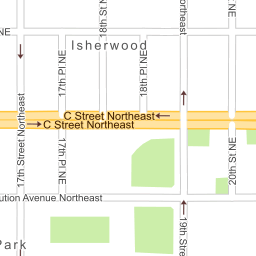 18th St NE
17th Pl NE
Northeast
Isherwood
18th Pl NE
C Street Northeast
C Street Northeast
17th Street Northeast
17th Pl NE
20th St NE
ution Avenue Northeast
19th Stre
Park